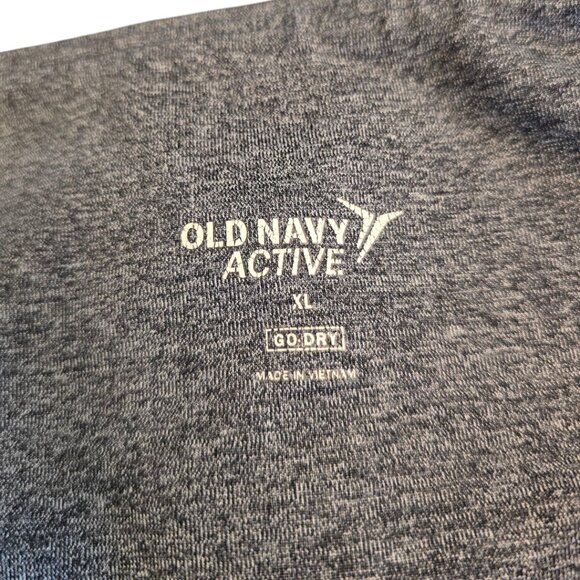 OLD NAVY
ACTIVE
XL
GO-DRY
MADE IN VIETNAM